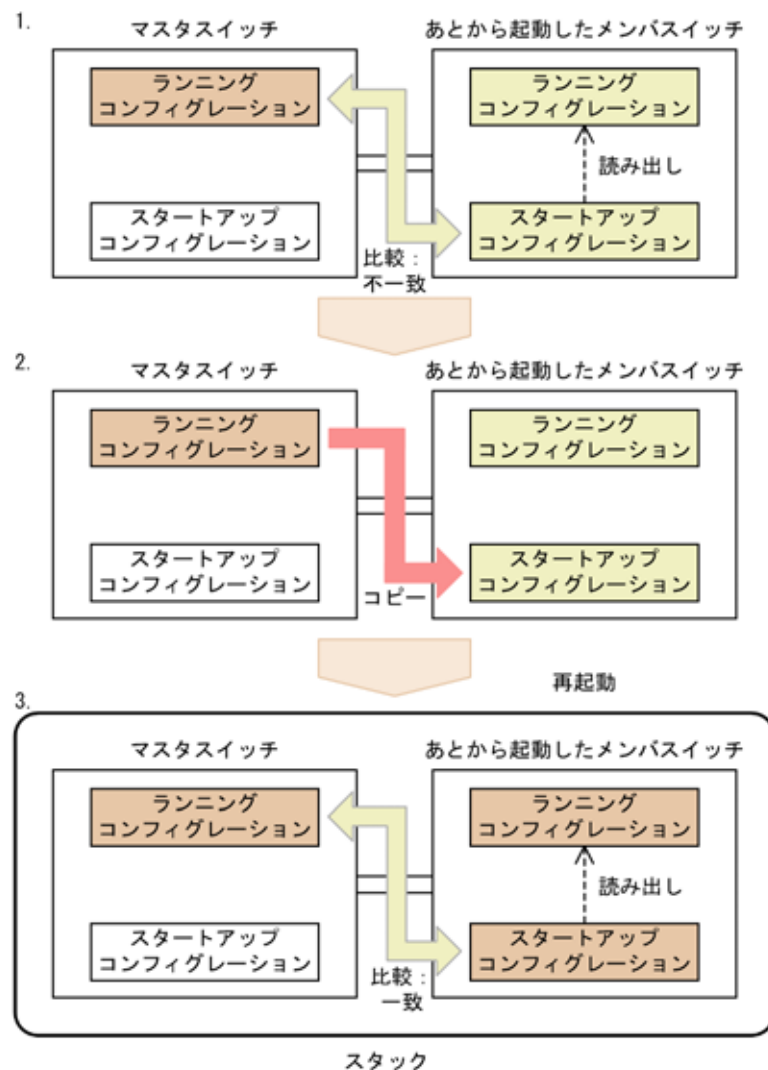 1.
マスタスイッチ
あとから起動したメンバスイッチ
ランニング
コンフィグレーション
ランニング
コンフィグレーション
読み出し
スタートアップ
コンフィグレーション
スタートアップ
コンフィグレーション
比較：
不一致
2.
マスタスイッチ
あとから起動したメンバスイッチ
ランニング
コンフィグレーション
ランニング
コンフィグレーション
スタートアップ
コンフィグレーション
スタートアップ
コンフィグレーション
コピー
再起動
3.
マスタスイッチ
あとから起動したメンバスイッチ
ランニング
コンフィグレーション
ランニング
コンフィグレーション
読み出し
スタートアップ
コンフィグレーション
スタートアップ
コンフィグレーション
比較：
一致
スタック